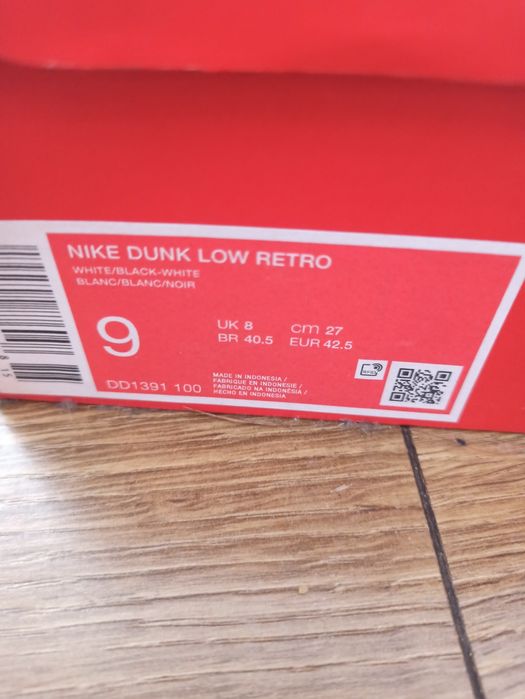 NIKE DUNK LOW RETRO
WHITE/BLACK-WHITE
BLANC/BLANC/NOIR
9
UK 8 cm 27
BR 40.5 EUR 42.5
DD1391 100
MADE IN INDONESIA /
FABRIQUE EN INDONESIE /
FABRICADO NA INDONÉSIA /
HECHO EN INDONESIA
RFID